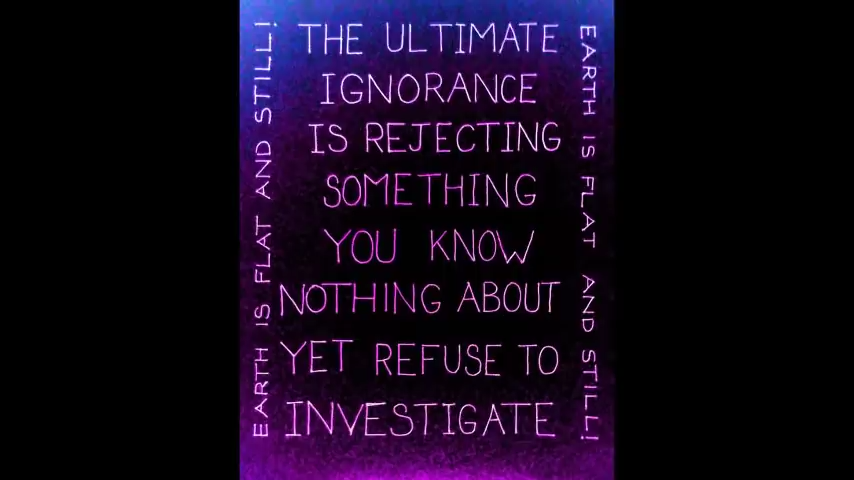 EARTH IS FLAT AND STILL!
THE ULTIMATE
IGNORANCE
IS REJECTING
SOMETHING
YOU KNOW
NOTHING ABOUT
YET REFUSE TO
INVESTIGATE
EARTH IS FLAT AND STILL!